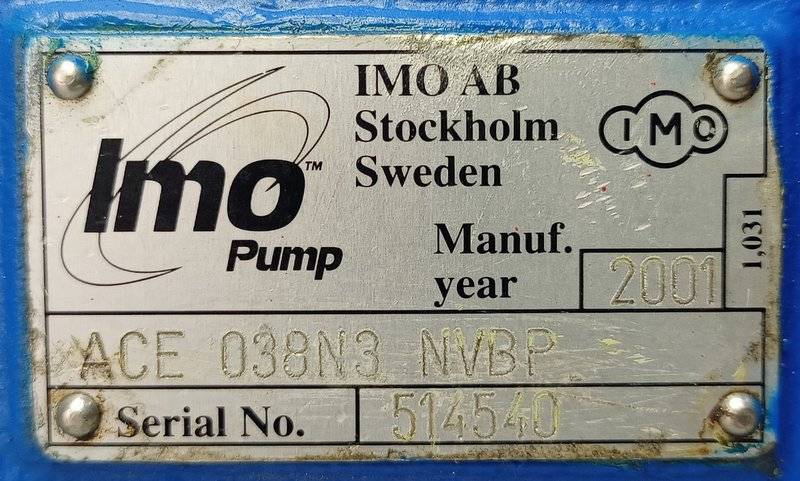 Imo™
Pump
IMO AB
Stockholm
Sweden
IMO
Manuf.
year
2001
1,031
ACE 038N3 NVBP
Serial No. 514540